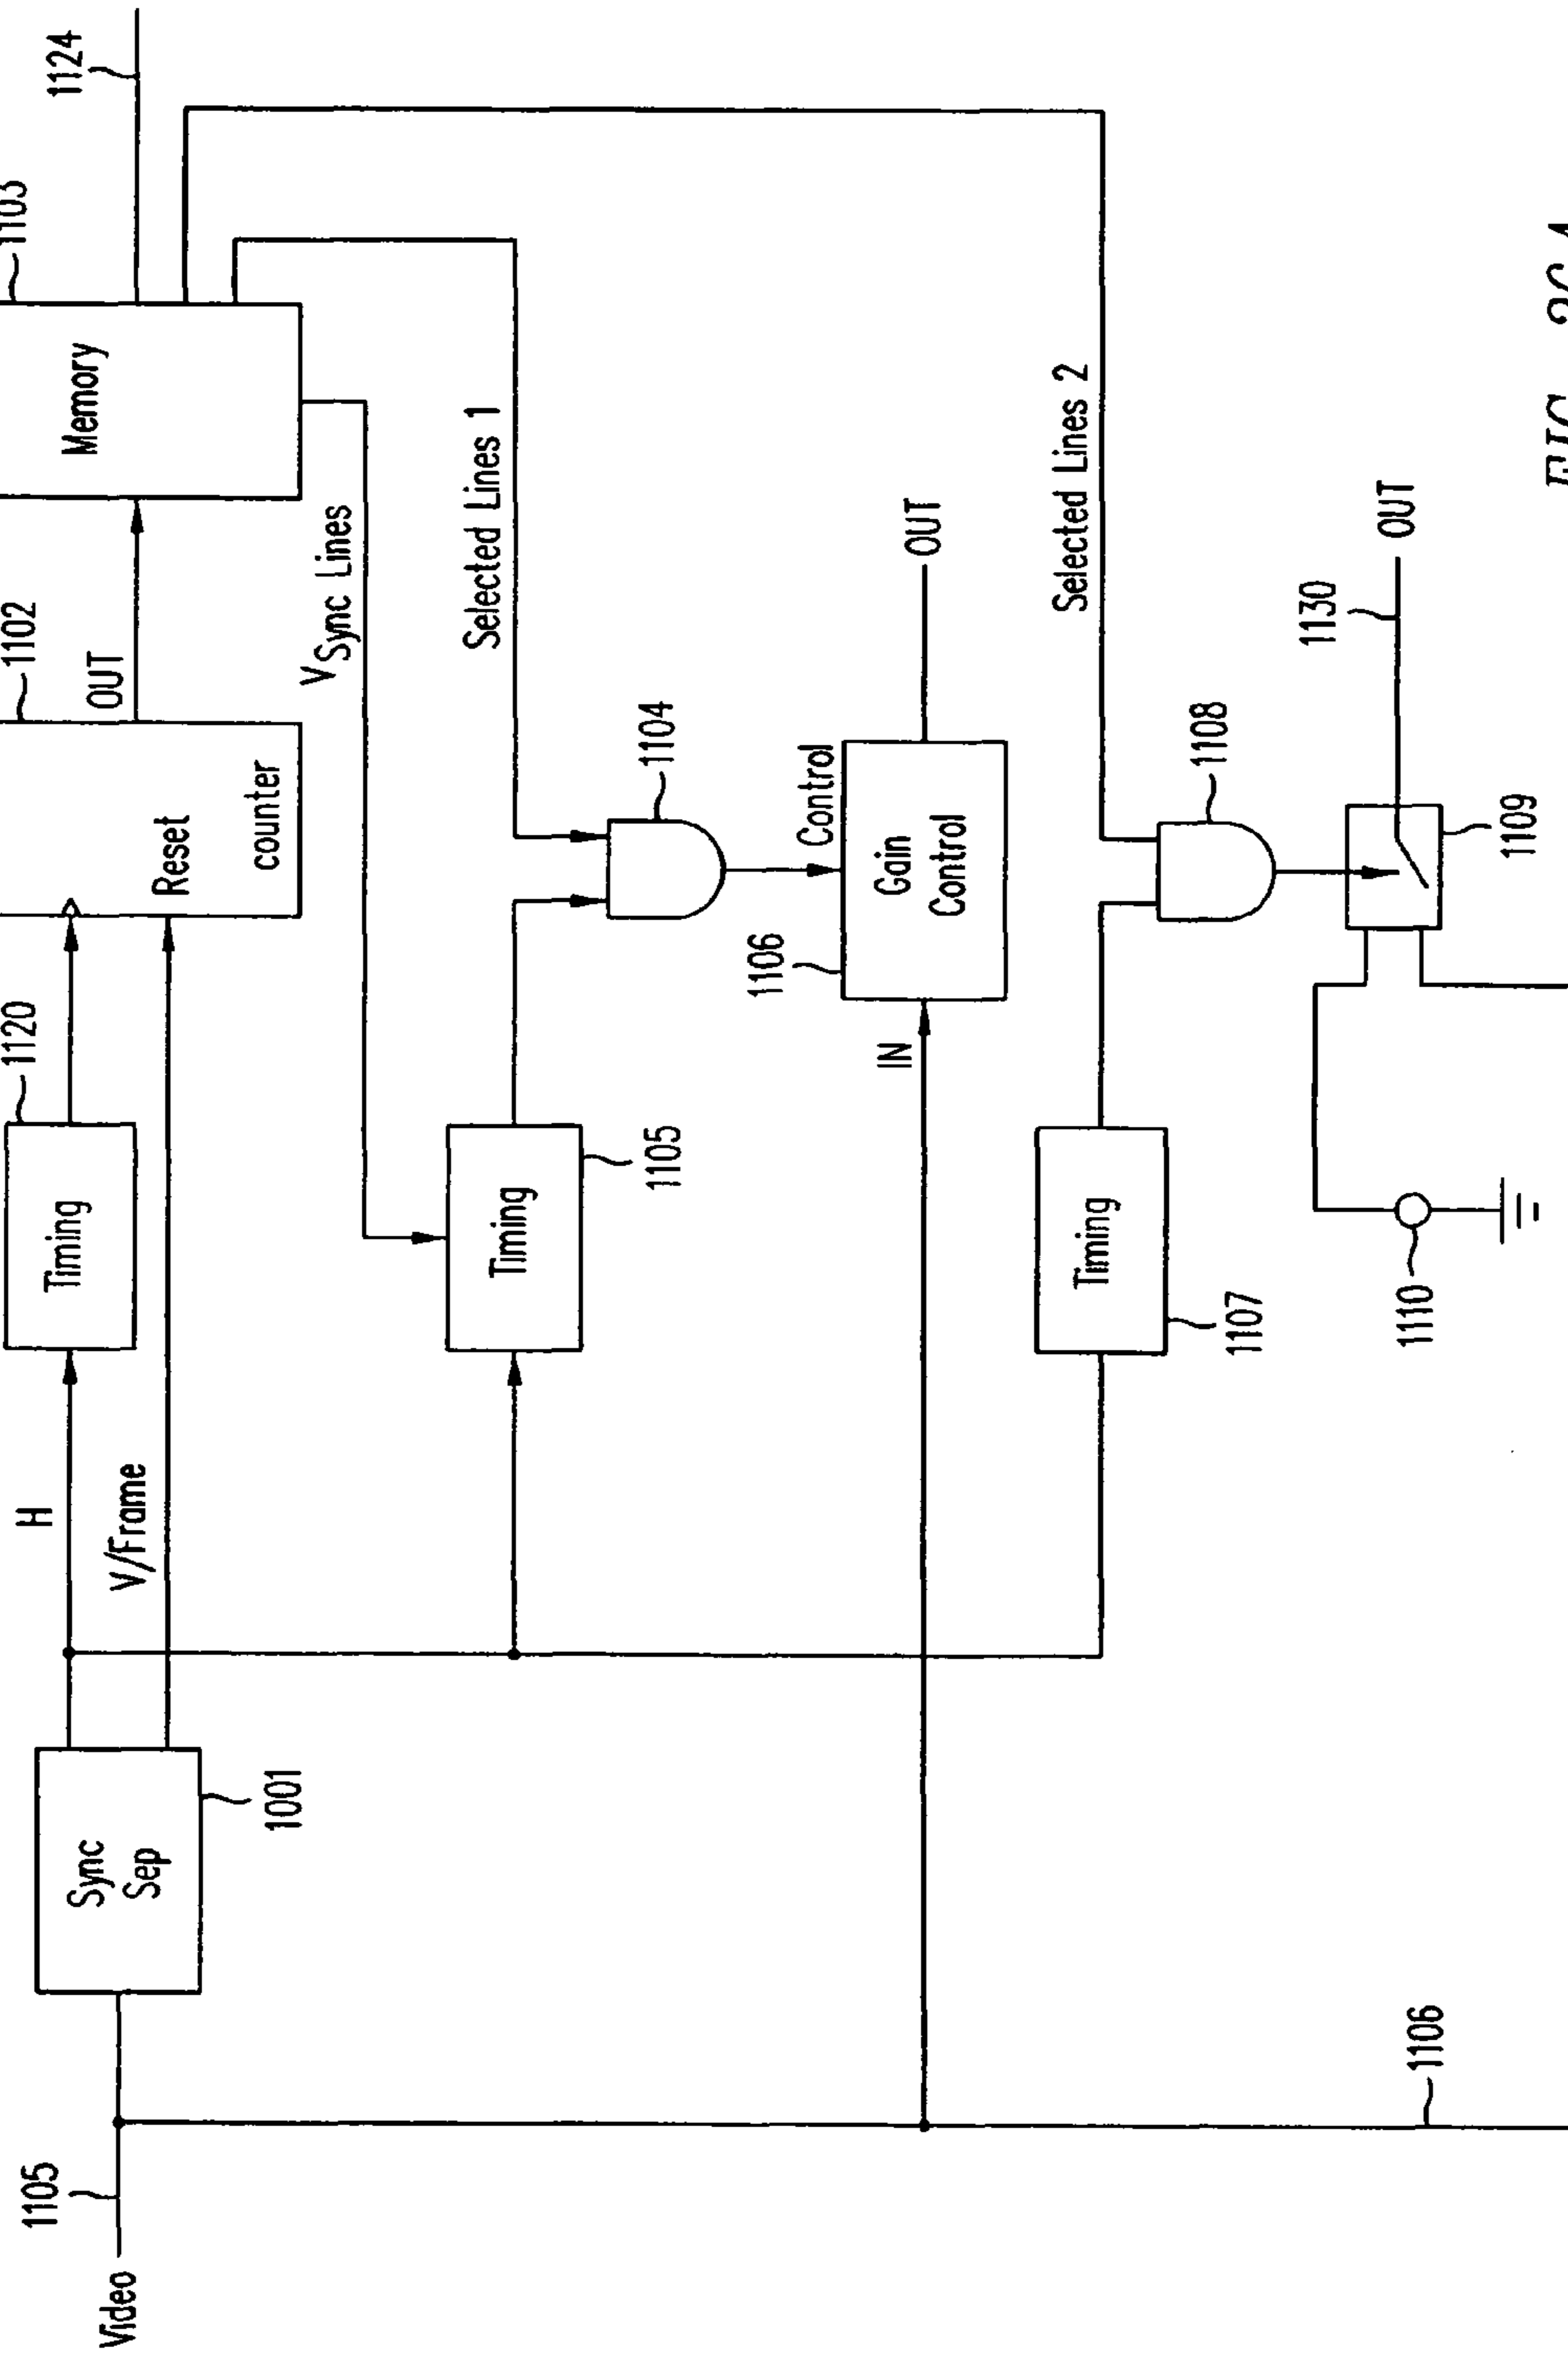 Video
1105
Sync
Sep
1001
H
V/Frame
Timing
1120
Reset
counter
1102
OUT
Memory
1103
1124
VSync Lines
Selected Lines 1
Timing
1105
1104
IN
1106
Gain
Control
Control
OUT
Selected Lines 2
Timing
1107
1108
1110
1109
1130
OUT
1106